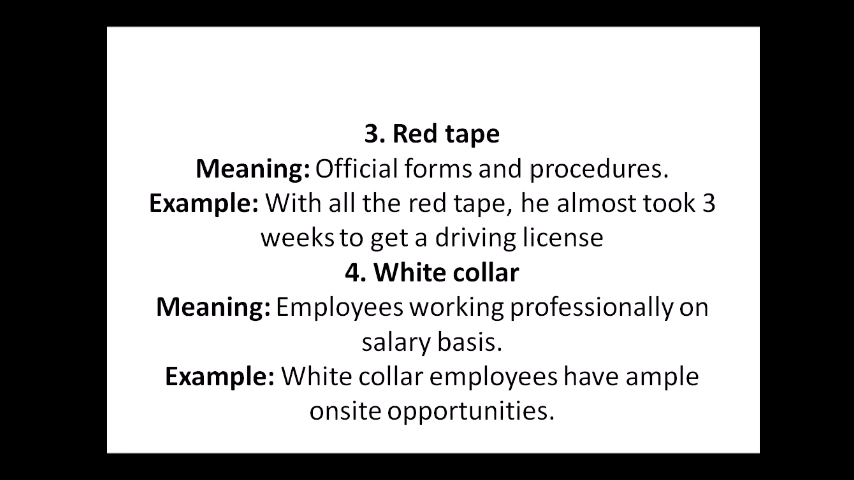 3. Red tape
Meaning: Official forms and procedures.
Example: With all the red tape, he almost took 3
weeks to get a driving license
4. White collar
Meaning: Employees working professionally on
salary basis.
Example: White collar employees have ample
onsite opportunities.